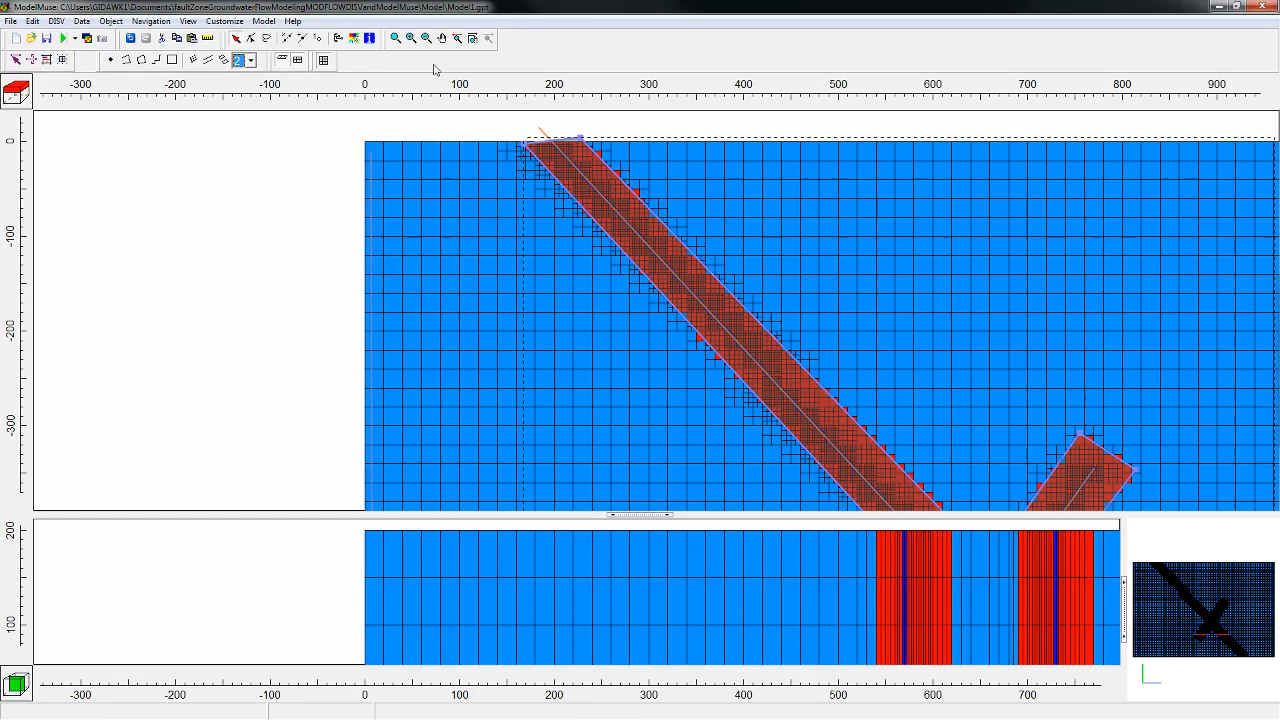 ModelMuse: C:\Users\GIDAWK1\Documents\faultZoneGroundwaterFlowModelingMODFLOWDISVandModelMuse\Model\Model1.gpt
File Edit DISV Data Object Navigation View Customize Model Help
2
-300 -200 -100 0 100 200 300 400 500 600 700 800 900
0
-100
-200
-300
200
100
-300 -200 -100 0 100 200 300 400 500 600 700